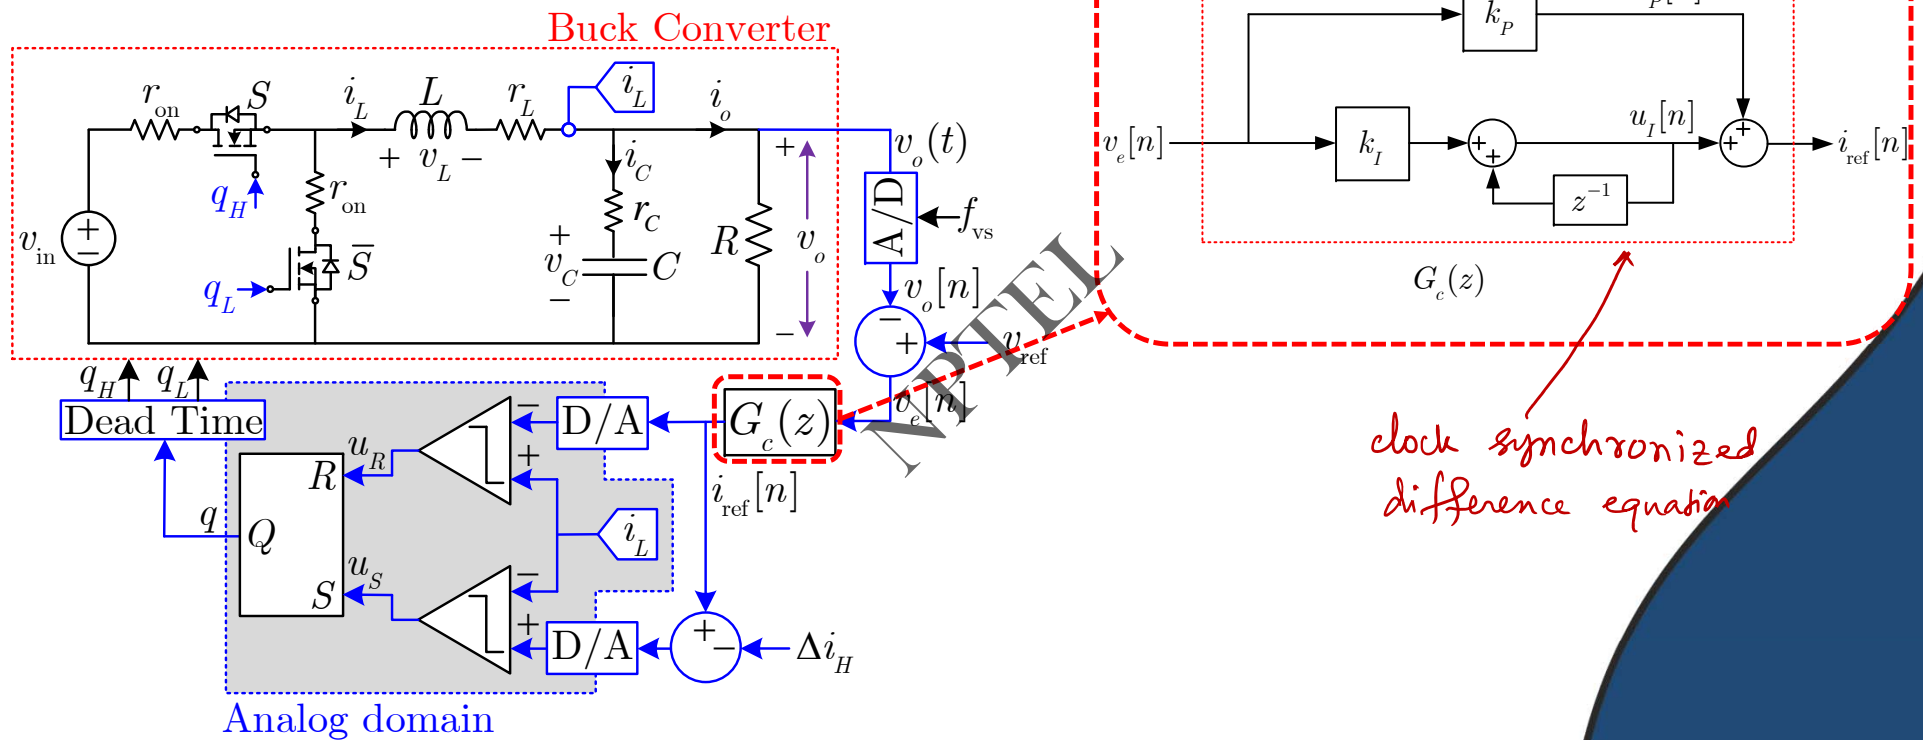 Buck Converter
r_on
S
i_L
L
r_L
i_L
i_o
+ v_L −
i_C
+
v_o(t)
q_H
r_on
r_C
A/D
f_vs
v_in
+
−
S̅
+
v_C
−
C
R
v_o
−
q_L
v_o[n]
−
+
v_ref
q_H
q_L
v_e[n]
Dead Time
−
+
D/A
G_c(z)
u_R
R
i_ref[n]
q
Q
i_L
u_S
S
−
+
D/A
+
−
Δi_H
Analog domain
NPTEL
k_P
v_e[n]
k_I
+
+
u_I[n]
+
+
i_ref[n]
z⁻¹
G_c(z)
clock synchronized
difference equation